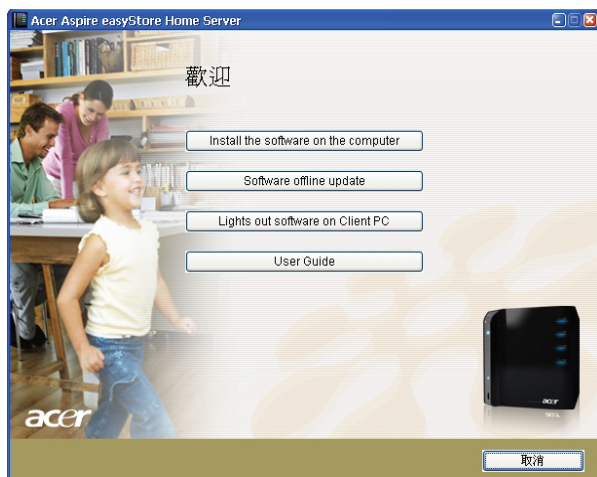 Acer Aspire easyStore Home Server
歡迎
Install the software on the computer
Software offline update
Lights out software on Client PC
User Guide
acer
acer
取消